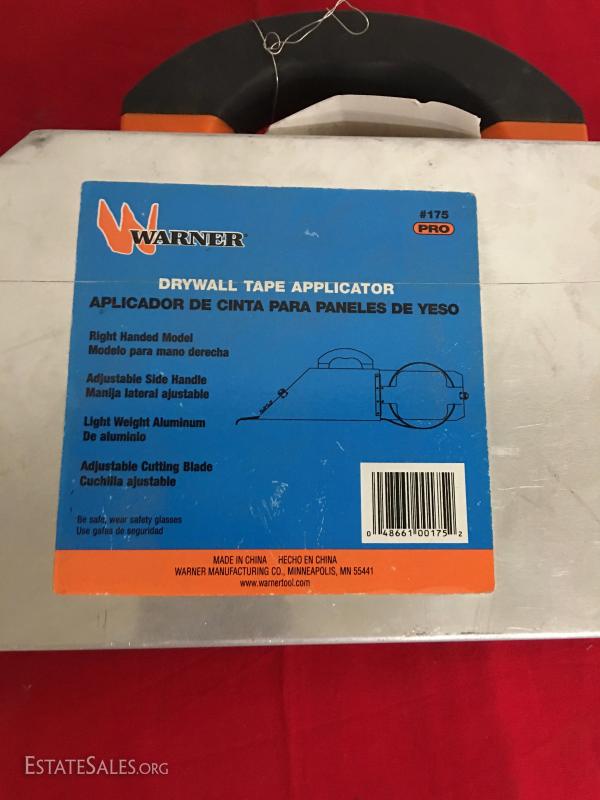 WARNER®
#175
PRO
DRYWALL TAPE APPLICATOR
APLICADOR DE CINTA PARA PANELES DE YESO
Right Handed Model
Modelo para mano derecha
Adjustable Side Handle
Manija lateral ajustable
Light Weight Aluminum
De aluminio
Adjustable Cutting Blade
Cuchilla ajustable
Be safe, wear safety glasses
Use gafas de seguridad
0 48661 00175 2
MADE IN CHINA HECHO EN CHINA
WARNER MANUFACTURING CO., MINNEAPOLIS, MN 55441
www.warnertool.com
ESTATESALES.ORG